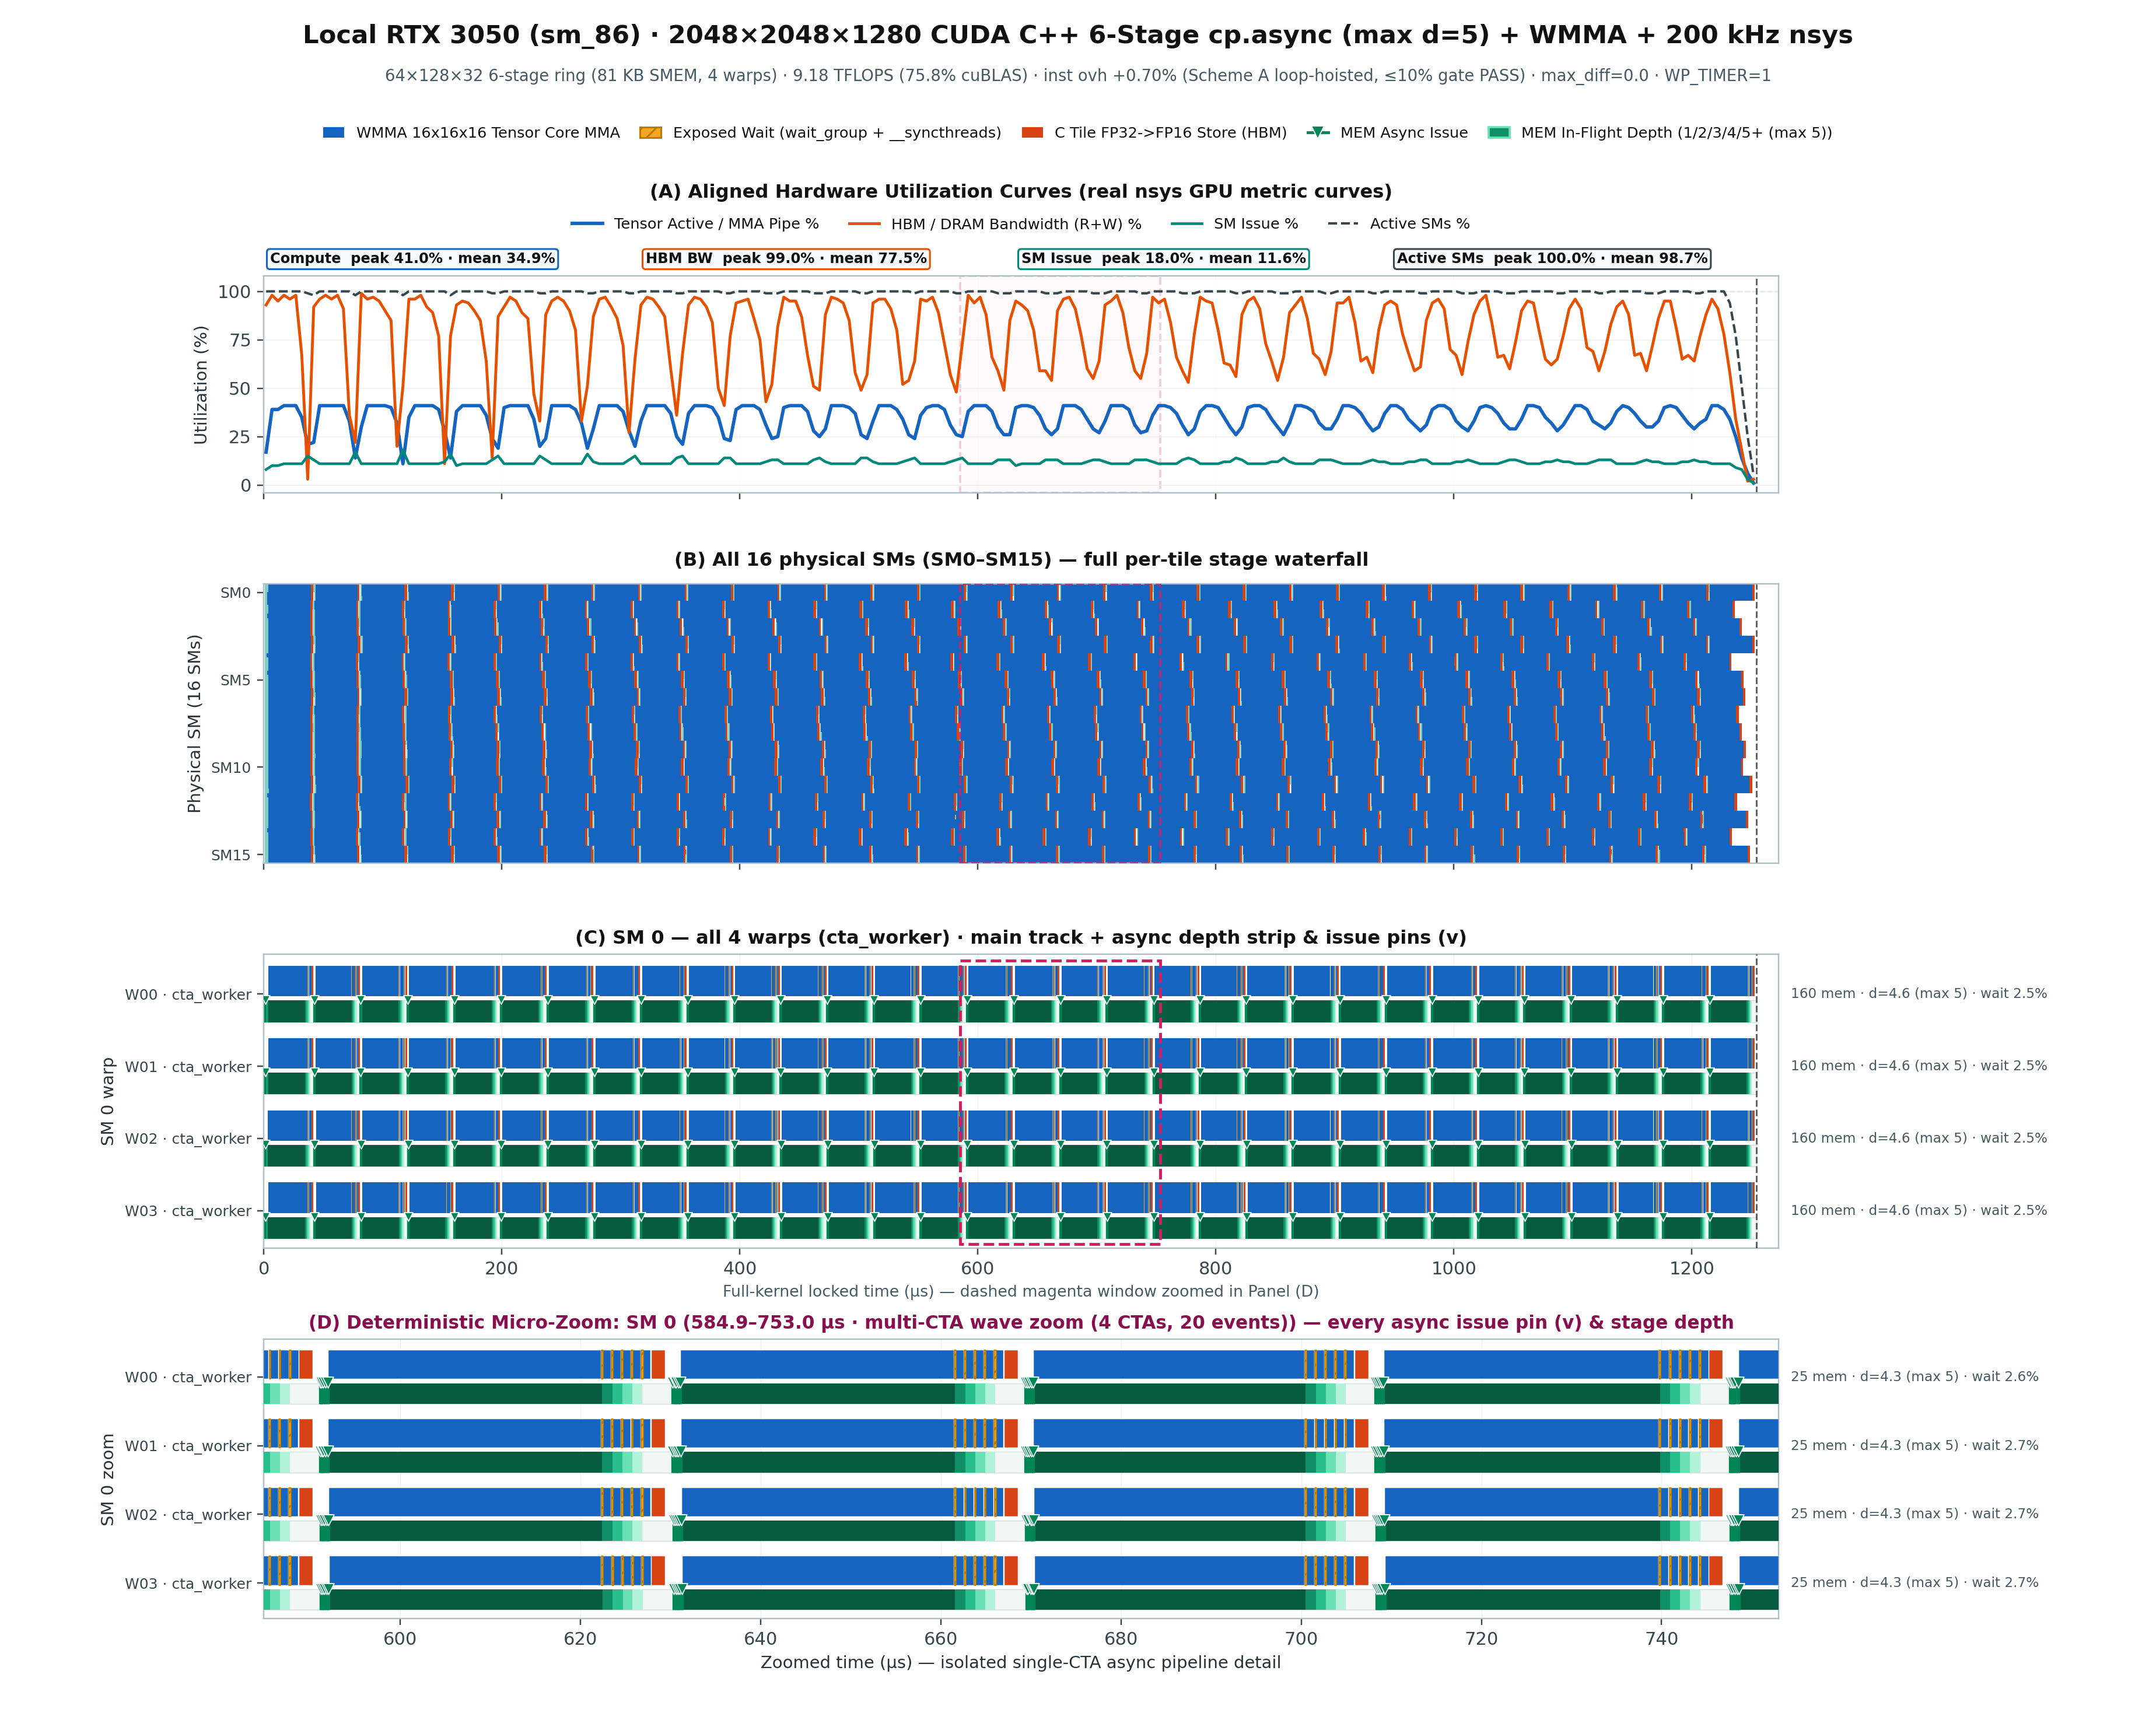 Local RTX 3050 (sm_86) · 2048×2048×1280 CUDA C++ 6-Stage cp.async (max d=5) + WMMA + 200 kHz nsys
64×128×32 6-stage ring (81 KB SMEM, 4 warps) · 9.18 TFLOPS (75.8% cuBLAS) · inst ovh +0.70% (Scheme A loop-hoisted, ≤10% gate PASS) · max_diff=0.0 · WP_TIMER=1
WMMA 16x16x16 Tensor Core MMA Exposed Wait (wait_group + __syncthreads) C Tile FP32->FP16 Store (HBM) MEM Async Issue MEM In-Flight Depth (1/2/3/4/5+ (max 5))
(A) Aligned Hardware Utilization Curves (real nsys GPU metric curves)
Tensor Active / MMA Pipe % HBM / DRAM Bandwidth (R+W) % SM Issue % Active SMs %
Compute peak 41.0% · mean 34.9% HBM BW peak 99.0% · mean 77.5% SM Issue peak 18.0% · mean 11.6% Active SMs peak 100.0% · mean 98.7%
Utilization (%)
100
75
50
25
0
(B) All 16 physical SMs (SM0–SM15) — full per-tile stage waterfall
Physical SM (16 SMs)
SM0
SM5
SM10
SM15
(C) SM 0 — all 4 warps (cta_worker) · main track + async depth strip & issue pins (v)
SM 0 warp
W00 · cta_worker 160 mem · d=4.6 (max 5) · wait 2.5%
W01 · cta_worker 160 mem · d=4.6 (max 5) · wait 2.5%
W02 · cta_worker 160 mem · d=4.6 (max 5) · wait 2.5%
W03 · cta_worker 160 mem · d=4.6 (max 5) · wait 2.5%
0 200 400 600 800 1000 1200
Full-kernel locked time (µs) — dashed magenta window zoomed in Panel (D)
(D) Deterministic Micro-Zoom: SM 0 (584.9–753.0 µs · multi-CTA wave zoom (4 CTAs, 20 events)) — every async issue pin (v) & stage depth
SM 0 zoom
W00 · cta_worker 25 mem · d=4.3 (max 5) · wait 2.6%
W01 · cta_worker 25 mem · d=4.3 (max 5) · wait 2.7%
W02 · cta_worker 25 mem · d=4.3 (max 5) · wait 2.7%
W03 · cta_worker 25 mem · d=4.3 (max 5) · wait 2.7%
600 620 640 660 680 700 720 740
Zoomed time (µs) — isolated single-CTA async pipeline detail